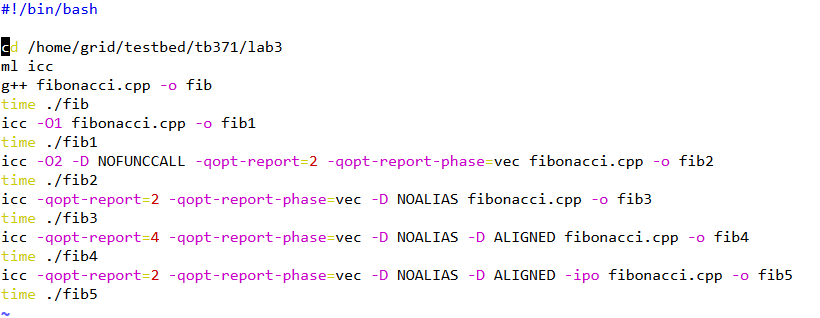 #!/bin/bash

cd /home/grid/testbed/tb371/lab3
ml icc
g++ fibonacci.cpp -o fib
time ./fib
icc -O1 fibonacci.cpp -o fib1
time ./fib1
icc -O2 -D NOFUNCCALL -qopt-report=2 -qopt-report-phase=vec fibonacci.cpp -o fib2
time ./fib2
icc -qopt-report=2 -qopt-report-phase=vec -D NOALIAS fibonacci.cpp -o fib3
time ./fib3
icc -qopt-report=4 -qopt-report-phase=vec -D NOALIAS -D ALIGNED fibonacci.cpp -o fib4
time ./fib4
icc -qopt-report=2 -qopt-report-phase=vec -D NOALIAS -D ALIGNED -ipo fibonacci.cpp -o fib5
time ./fib5
~